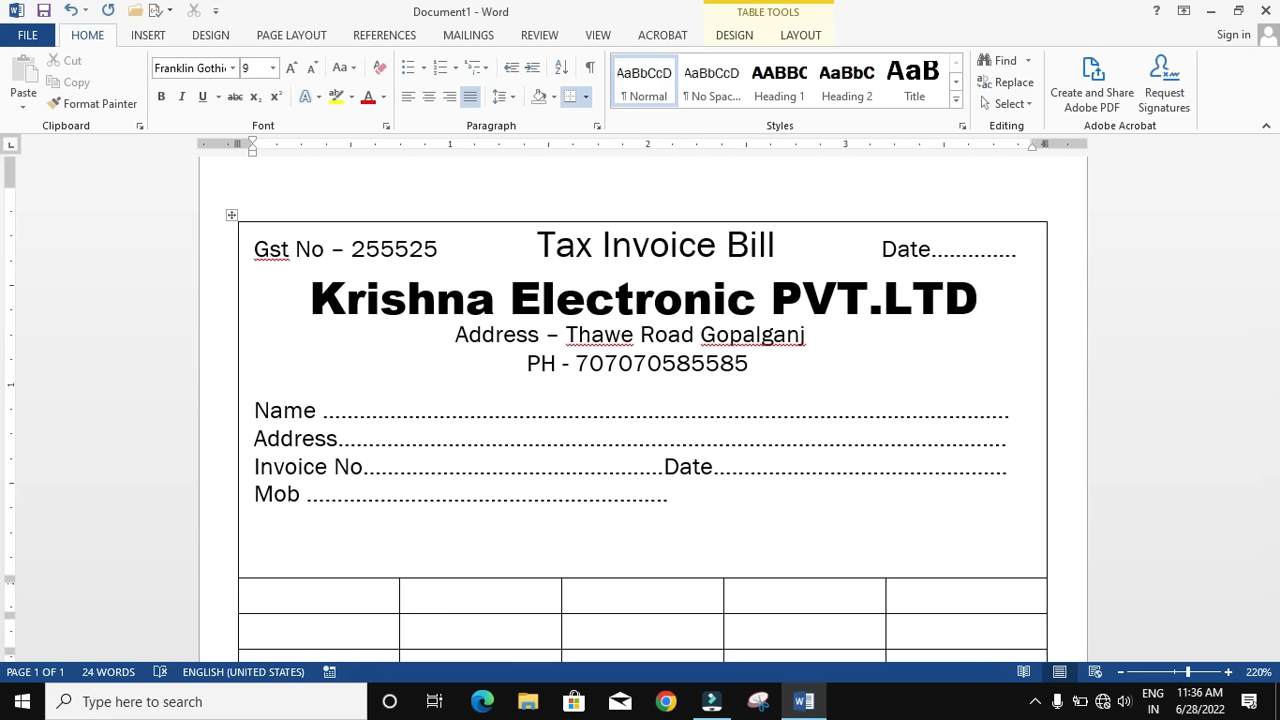 Document1 - Word
TABLE TOOLS
FILE HOME INSERT DESIGN PAGE LAYOUT REFERENCES MAILINGS REVIEW VIEW ACROBAT DESIGN LAYOUT Sign in
Paste
Cut
Copy
Format Painter
Clipboard
Franklin Gothic 9
Font
Paragraph
AaBbCcD AaBbCcD AABBC AaBbC AaB
¶ Normal ¶ No Spac... Heading 1 Heading 2 Title
Styles
Find
Replace
Select
Editing
Create and Share Adobe PDF
Request Signatures
Adobe Acrobat
1 2 3
Gst No – 255525 Tax Invoice Bill Date..............
Krishna Electronic PVT.LTD
Address – Thawe Road Gopalganj
PH - 707070585585
Name ................................................................................................................
Address.............................................................................................................
Invoice No.................................................Date................................................
Mob ...........................................................
PAGE 1 OF 1 24 WORDS ENGLISH (UNITED STATES) 220%
Type here to search
ENG
IN
11:36 AM
6/28/2022